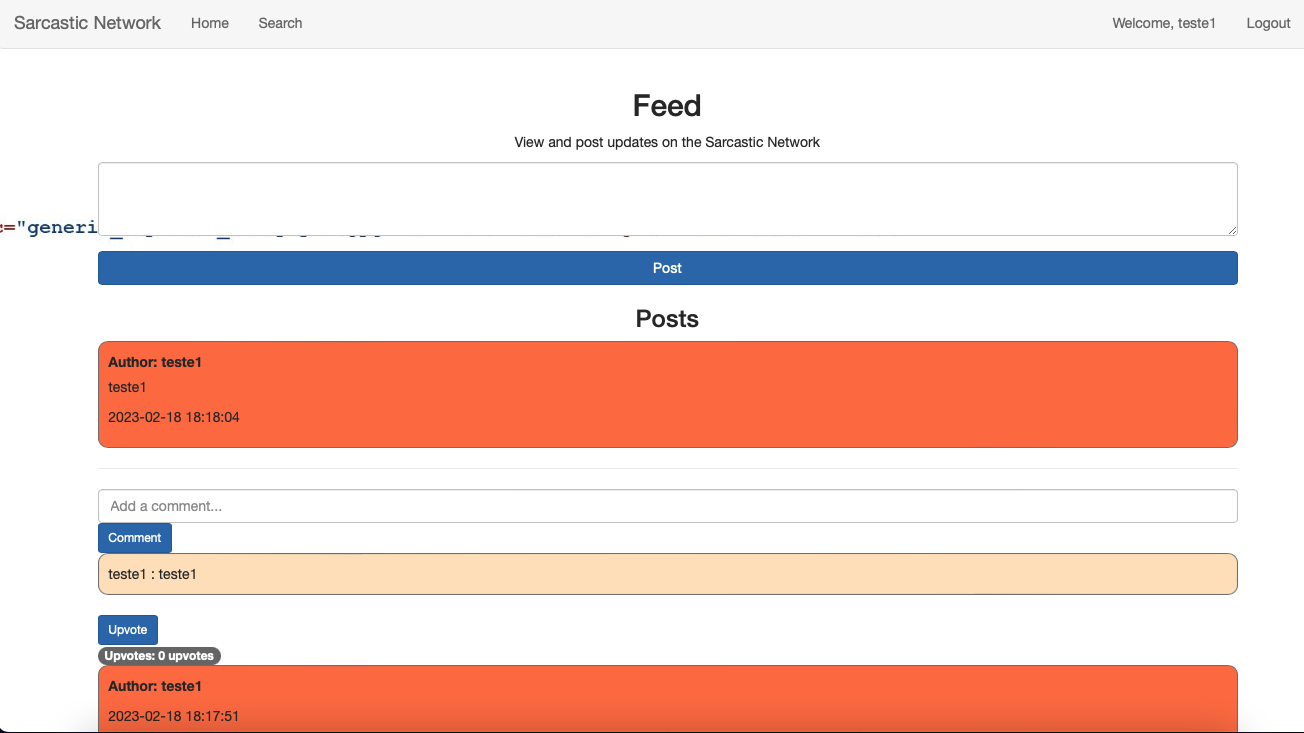 Sarcastic Network Home Search Welcome, teste1 Logout
Feed
View and post updates on the Sarcastic Network
="generi
Post
Posts
Author: teste1
teste1
2023-02-18 18:18:04
Add a comment...
Comment
teste1 : teste1
Upvote
Upvotes: 0 upvotes
Author: teste1
2023-02-18 18:17:51